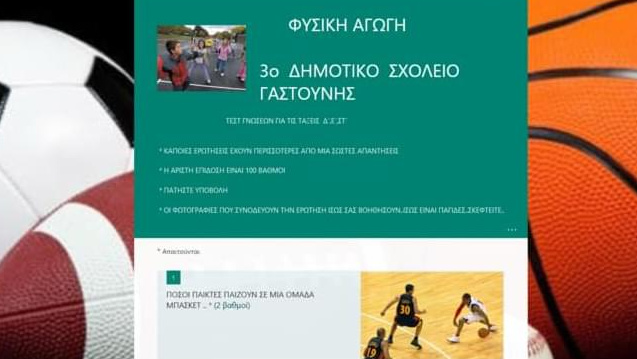 ΦΥΣΙΚΗ ΑΓΩΓΗ
3ο ΔΗΜΟΤΙΚΟ ΣΧΟΛΕΙΟ
ΓΑΣΤΟΥΝΗΣ
ΤΕΣΤ ΓΝΩΣΕΩΝ ΓΙΑ ΤΙΣ ΤΑΞΕΙΣ Δ΄,Ε΄,ΣΤ΄
* ΚΑΠΟΙΕΣ ΕΡΩΤΗΣΕΙΣ ΕΧΟΥΝ ΠΕΡΙΣΣΟΤΕΡΕΣ ΑΠΟ ΜΙΑ ΣΩΣΤΕΣ ΑΠΑΝΤΗΣΕΙΣ
* Η ΑΡΙΣΤΗ ΕΠΙΔΟΣΗ ΕΙΝΑΙ 100 ΒΑΘΜΟΙ
* ΠΑΤΗΣΤΕ ΥΠΟΒΟΛΗ
* ΟΙ ΦΩΤΟΓΡΑΦΙΕΣ ΠΟΥ ΣΥΝΟΔΕΥΟΥΝ ΤΗΝ ΕΡΩΤΗΣΗ ΙΣΩΣ ΣΑΣ ΒΟΗΘΗΣΟΥΝ..ΙΣΩΣ ΕΙΝΑΙ ΠΑΓΙΔΕΣ..ΣΚΕΦΤΕΙΤΕ..
...
* Απαιτούνται
1
ΠΟΣΟΙ ΠΑΙΚΤΕΣ ΠΑΙΖΟΥΝ ΣΕ ΜΙΑ ΟΜΑΔΑ
ΜΠΑΣΚΕΤ .. * (2 βαθμοί)
30
19